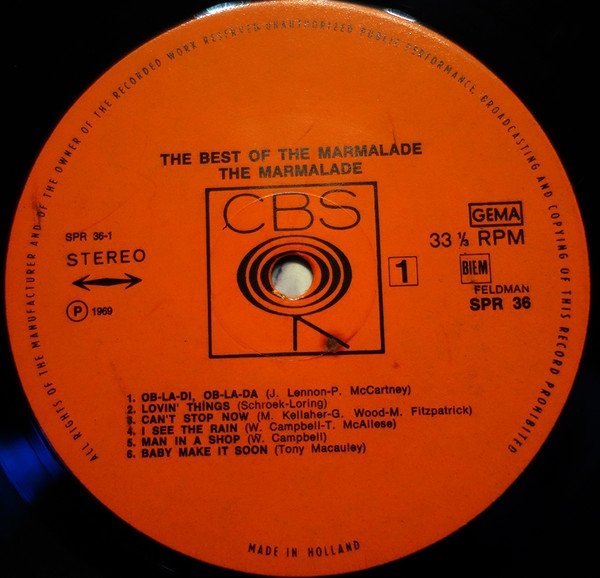 ALL RIGHTS OF THE MANUFACTURER AND OF THE OWNER OF THE RECORDED WORK RESERVED. UNAUTHORIZED PUBLIC PERFORMANCE, BROADCASTING AND COPYING OF THIS RECORD PROHIBITED
THE BEST OF THE MARMALADE
THE MARMALADE
CBS
SPR 36-1
STEREO
Ⓟ 1969
1
GEMA
33 ⅓ RPM
BIEM
FELDMAN
SPR 36
1. OB-LA-DI, OB-LA-DA (J. Lennon-P. McCartney)
2. LOVIN' THINGS (Schroek-Loring)
3. CAN'T STOP NOW (M. Kellaher-G. Wood-M. Fitzpatrick)
4. I SEE THE RAIN (W. Campbell-T. McAliese)
5. MAN IN A SHOP (W. Campbell)
6. BABY MAKE IT SOON (Tony Macauley)
MADE IN HOLLAND